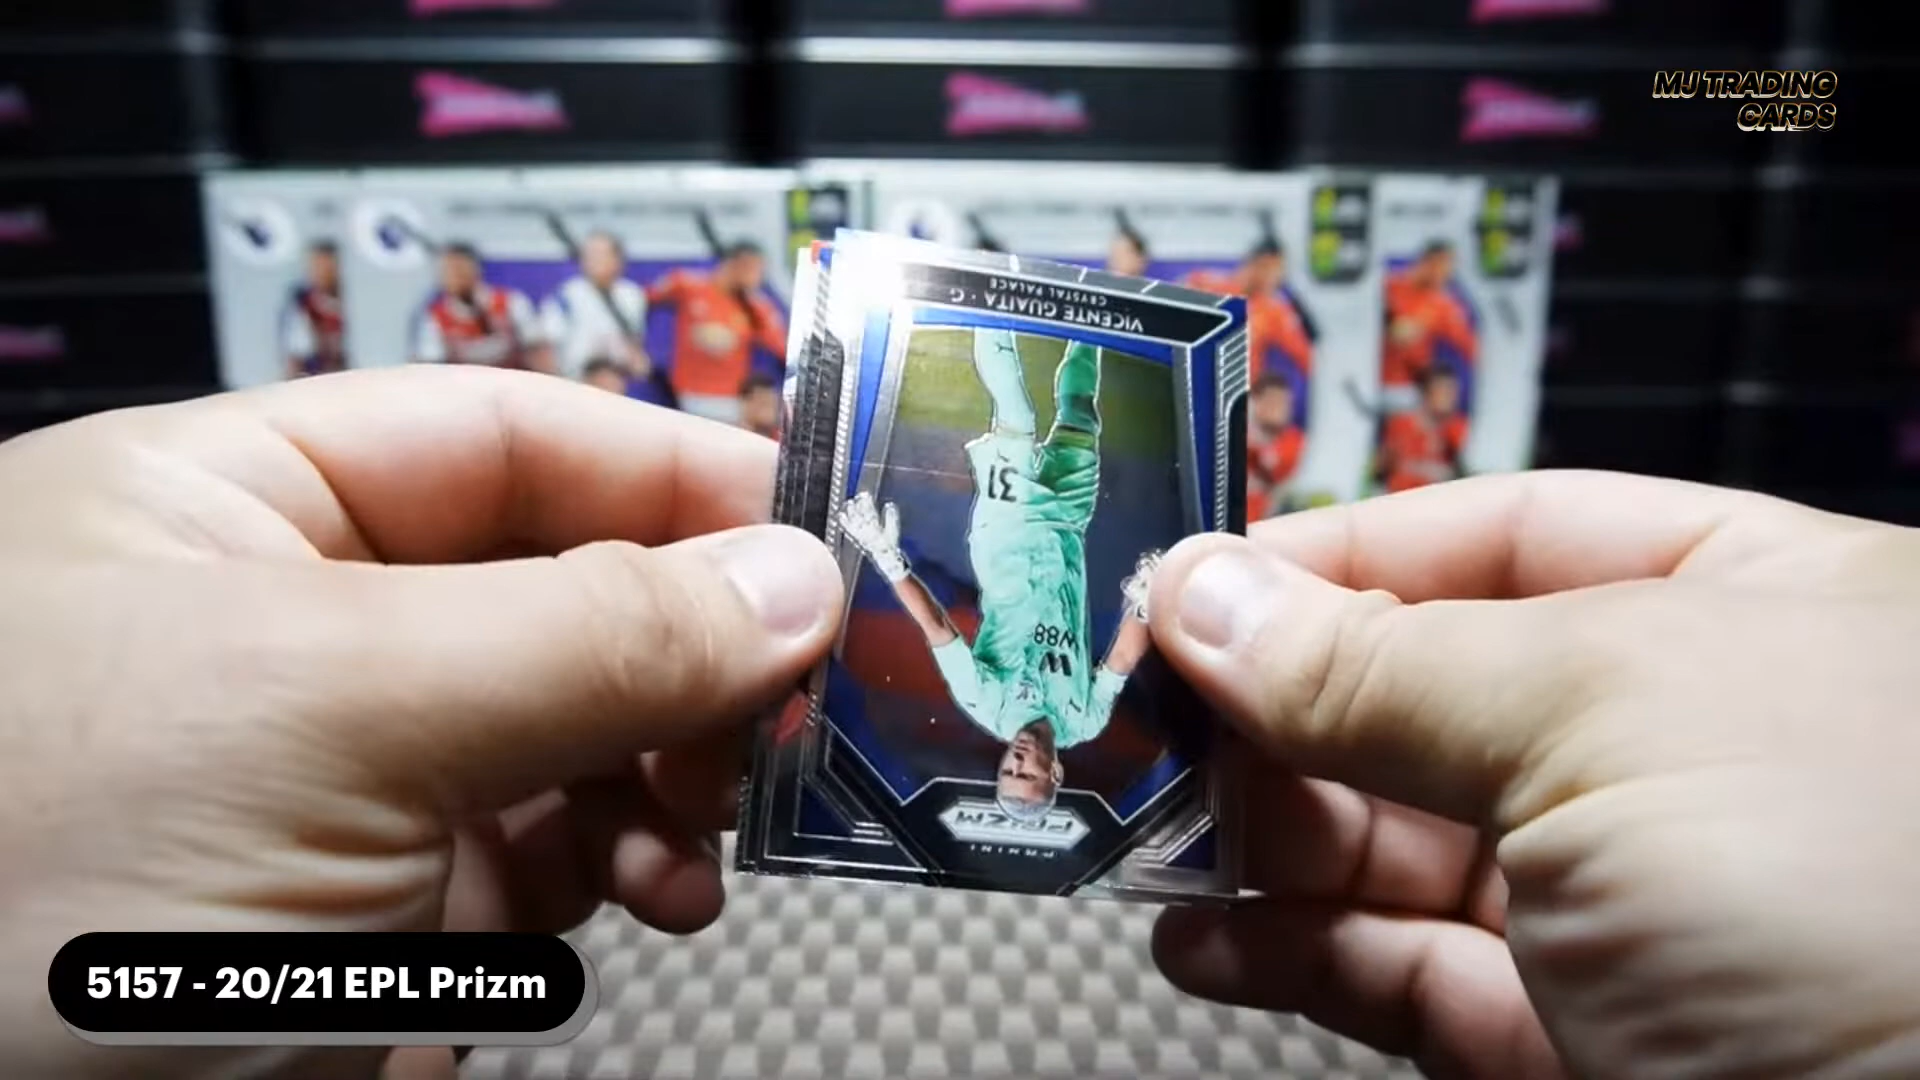 MJ TRADING
CARDS
CRYSTAL PALACE
VICENTE GUAITA · G
31
W88
W
PRIZM
PANINI
5157 - 20/21 EPL Prizm